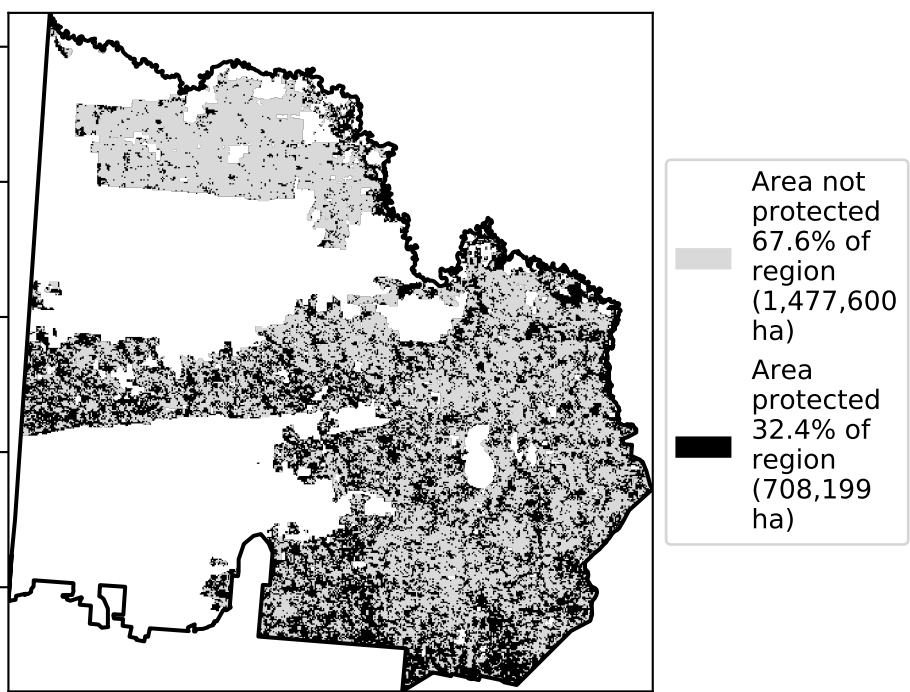 Area not
protected
67.6% of
region
(1,477,600
ha)
Area
protected
32.4% of
region
(708,199
ha)